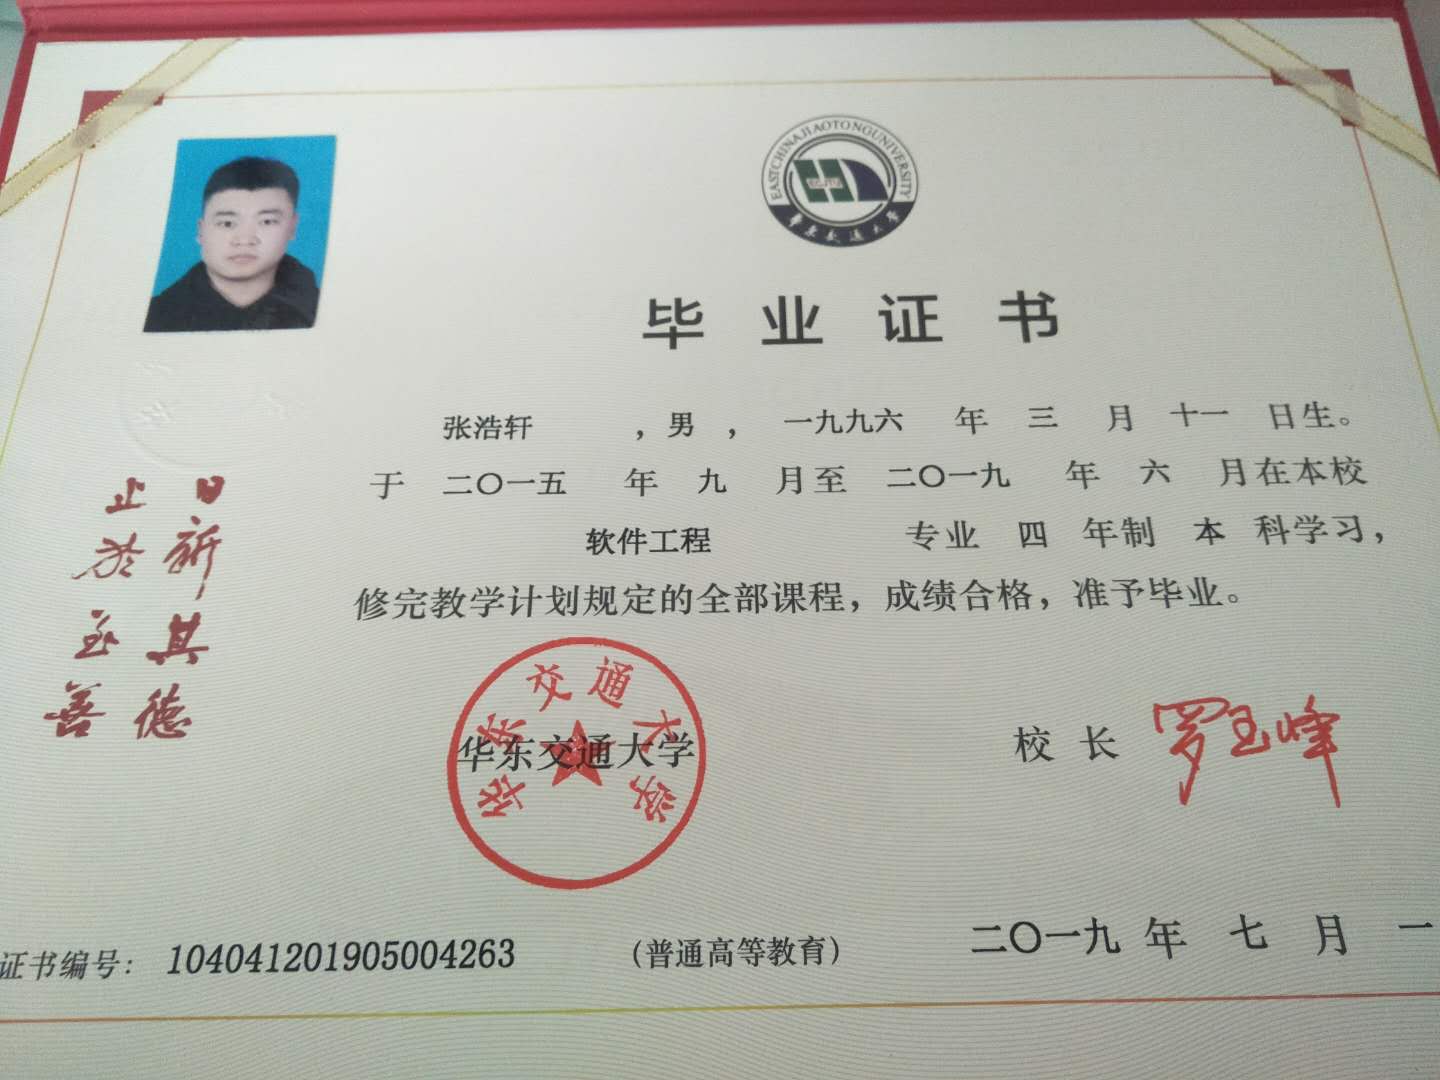 EAST CHINA JIAOTONG UNIVERSITY
ECJTU
华东交通大学
毕业证书
张浩轩 ，男 ， 一九九六 年 三 月 十一 日生。
于 二〇一五 年 九 月至 二〇一九 年 六 月在本校
软件工程 专业 四 年制 本 科学习，
修完教学计划规定的全部课程，成绩合格，准予毕业。
日新其德
止於至善
华东交通大学
华东交通大学
校 长 罗玉峰
证书编号：104041201905004263
（普通高等教育）
二〇一九 年 七 月 一